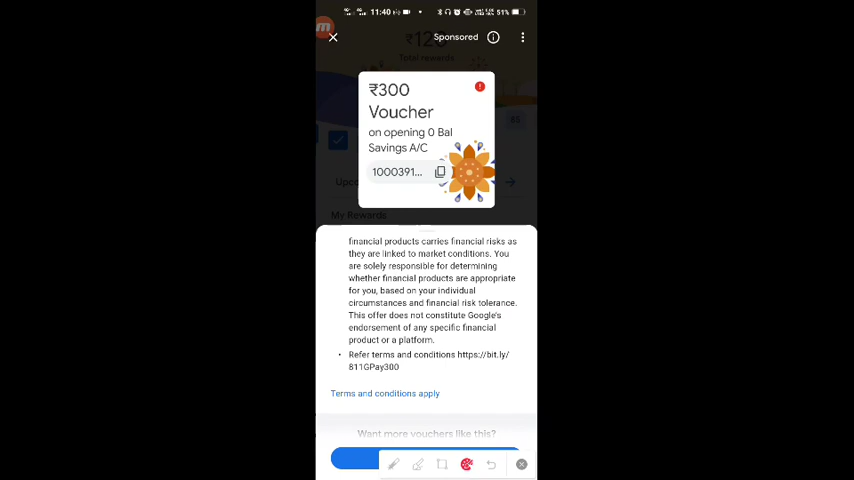 11:40
51%
Sponsored
₹300
Voucher
on opening 0 Bal
Savings A/C
1000391...
My Rewards
financial products carries financial risks as
they are linked to market conditions. You
are solely responsible for determining
whether financial products are appropriate
for you, based on your individual
circumstances and financial risk tolerance.
This offer does not constitute Google's
endorsement of any specific financial
product or a platform.
• Refer terms and conditions https://bit.ly/
811GPay300
Terms and conditions apply
Want more vouchers like this?